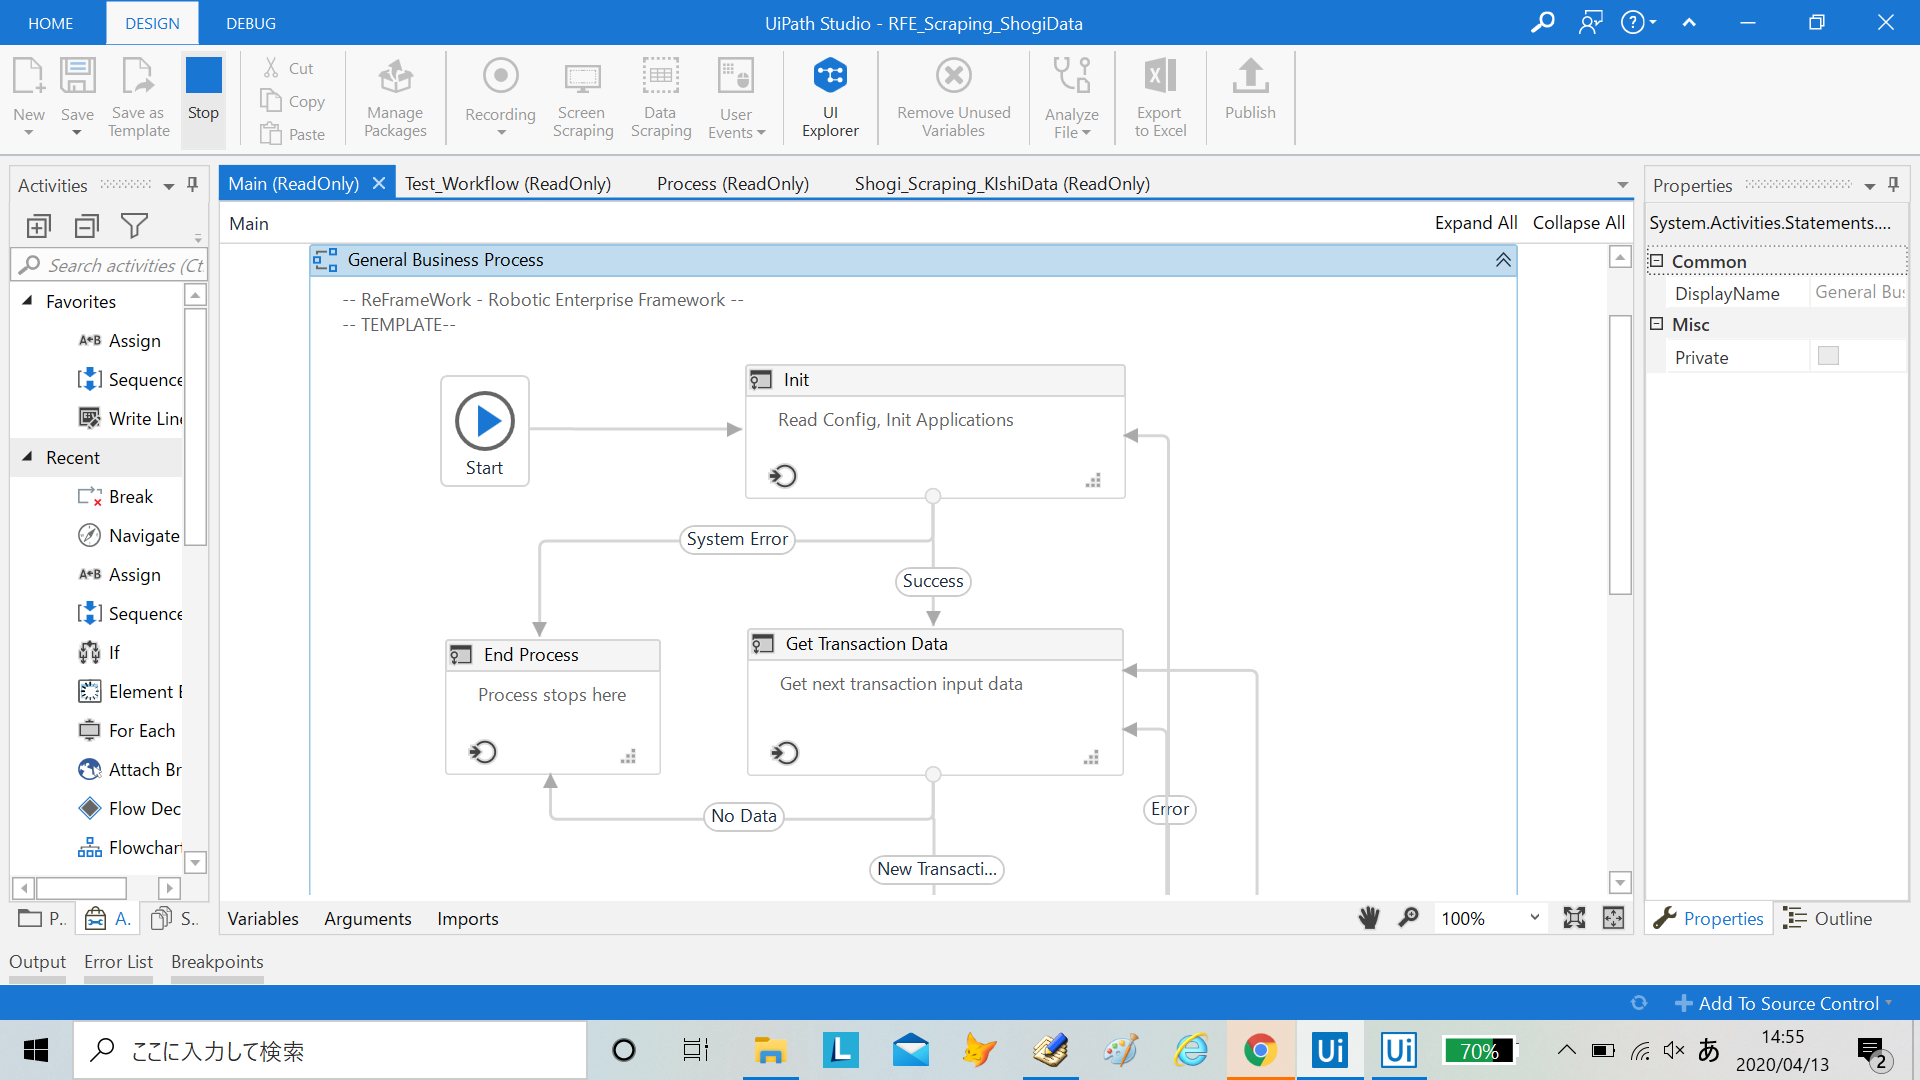 HOME DESIGN DEBUG UiPath Studio - RFE_Scraping_ShogiData
New Save Save as Template Stop
Cut
Copy
Paste
Manage Packages Recording Screen Scraping Data Scraping User Events UI Explorer Remove Unused Variables Analyze File Export to Excel Publish
Activities
Main (ReadOnly) Test_Workflow (ReadOnly) Process (ReadOnly) Shogi_Scraping_KIshiData (ReadOnly)
Properties
Main Expand All Collapse All
System.Activities.Statements....
Search activities (Ct
General Business Process
Common
DisplayName General Bus
Misc
Private
-- ReFrameWork - Robotic Enterprise Framework --
-- TEMPLATE--
Favorites
Assign
Sequence
Write Line
Recent
Break
Navigate
Assign
Sequence
If
Element E
For Each
Attach Br
Flow Dec
Flowchart
Start
Init
Read Config, Init Applications
System Error
Success
End Process
Process stops here
Get Transaction Data
Get next transaction input data
No Data
Error
New Transacti...
P.. A. S..
Variables Arguments Imports 100%
Properties Outline
Output Error List Breakpoints
Add To Source Control
ここに入力して検索
L Ui Ui
70%
あ
14:55
2020/04/13
2